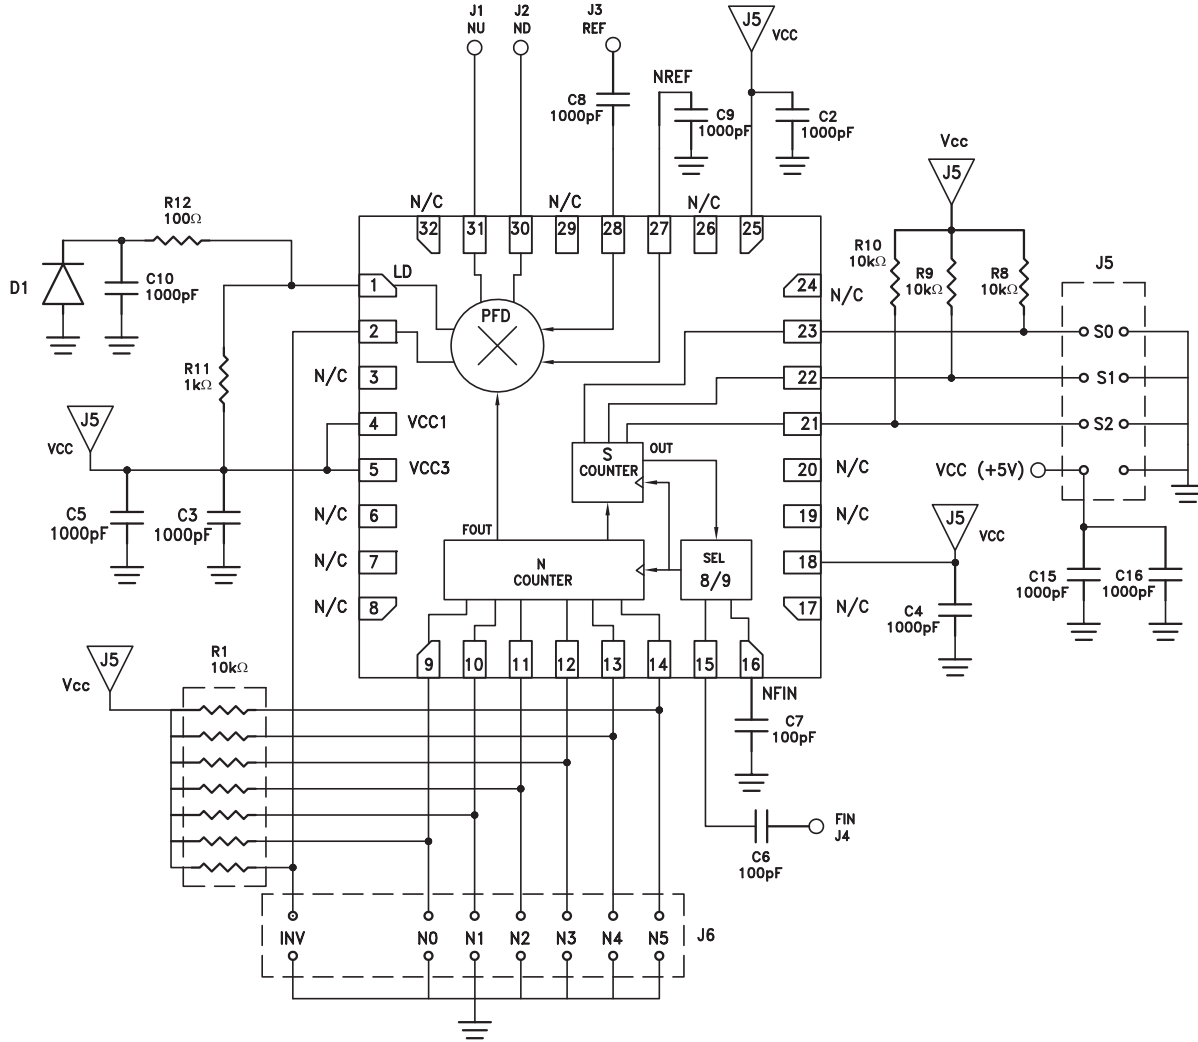 J1
NU
J2
ND
J3
REF
J5
VCC
C8
1000pF
NREF
C9
1000pF
C2
1000pF
Vcc
J5
R12
100Ω
N/C
N/C
N/C
32
31
30
29
28
27
26
25
R10
10kΩ
R9
10kΩ
R8
10kΩ
J5
D1
C10
1000pF
LD
1
PFD
24
N/C
2
23
S0
R11
1kΩ
N/C
3
22
S1
J5
VCC
4
VCC1
21
S2
S
COUNTER
OUT
5
VCC3
20
N/C
VCC (+5V)
C5
1000pF
C3
1000pF
N/C
6
19
N/C
J5
VCC
FOUT
N/C
7
N
COUNTER
SEL
8/9
18
C15
1000pF
C16
1000pF
N/C
8
17
N/C
C4
1000pF
J5
Vcc
R1
10kΩ
9
10
11
12
13
14
15
16
NFIN
C7
100pF
FIN
J4
C6
100pF
INV
N0
N1
N2
N3
N4
N5
J6